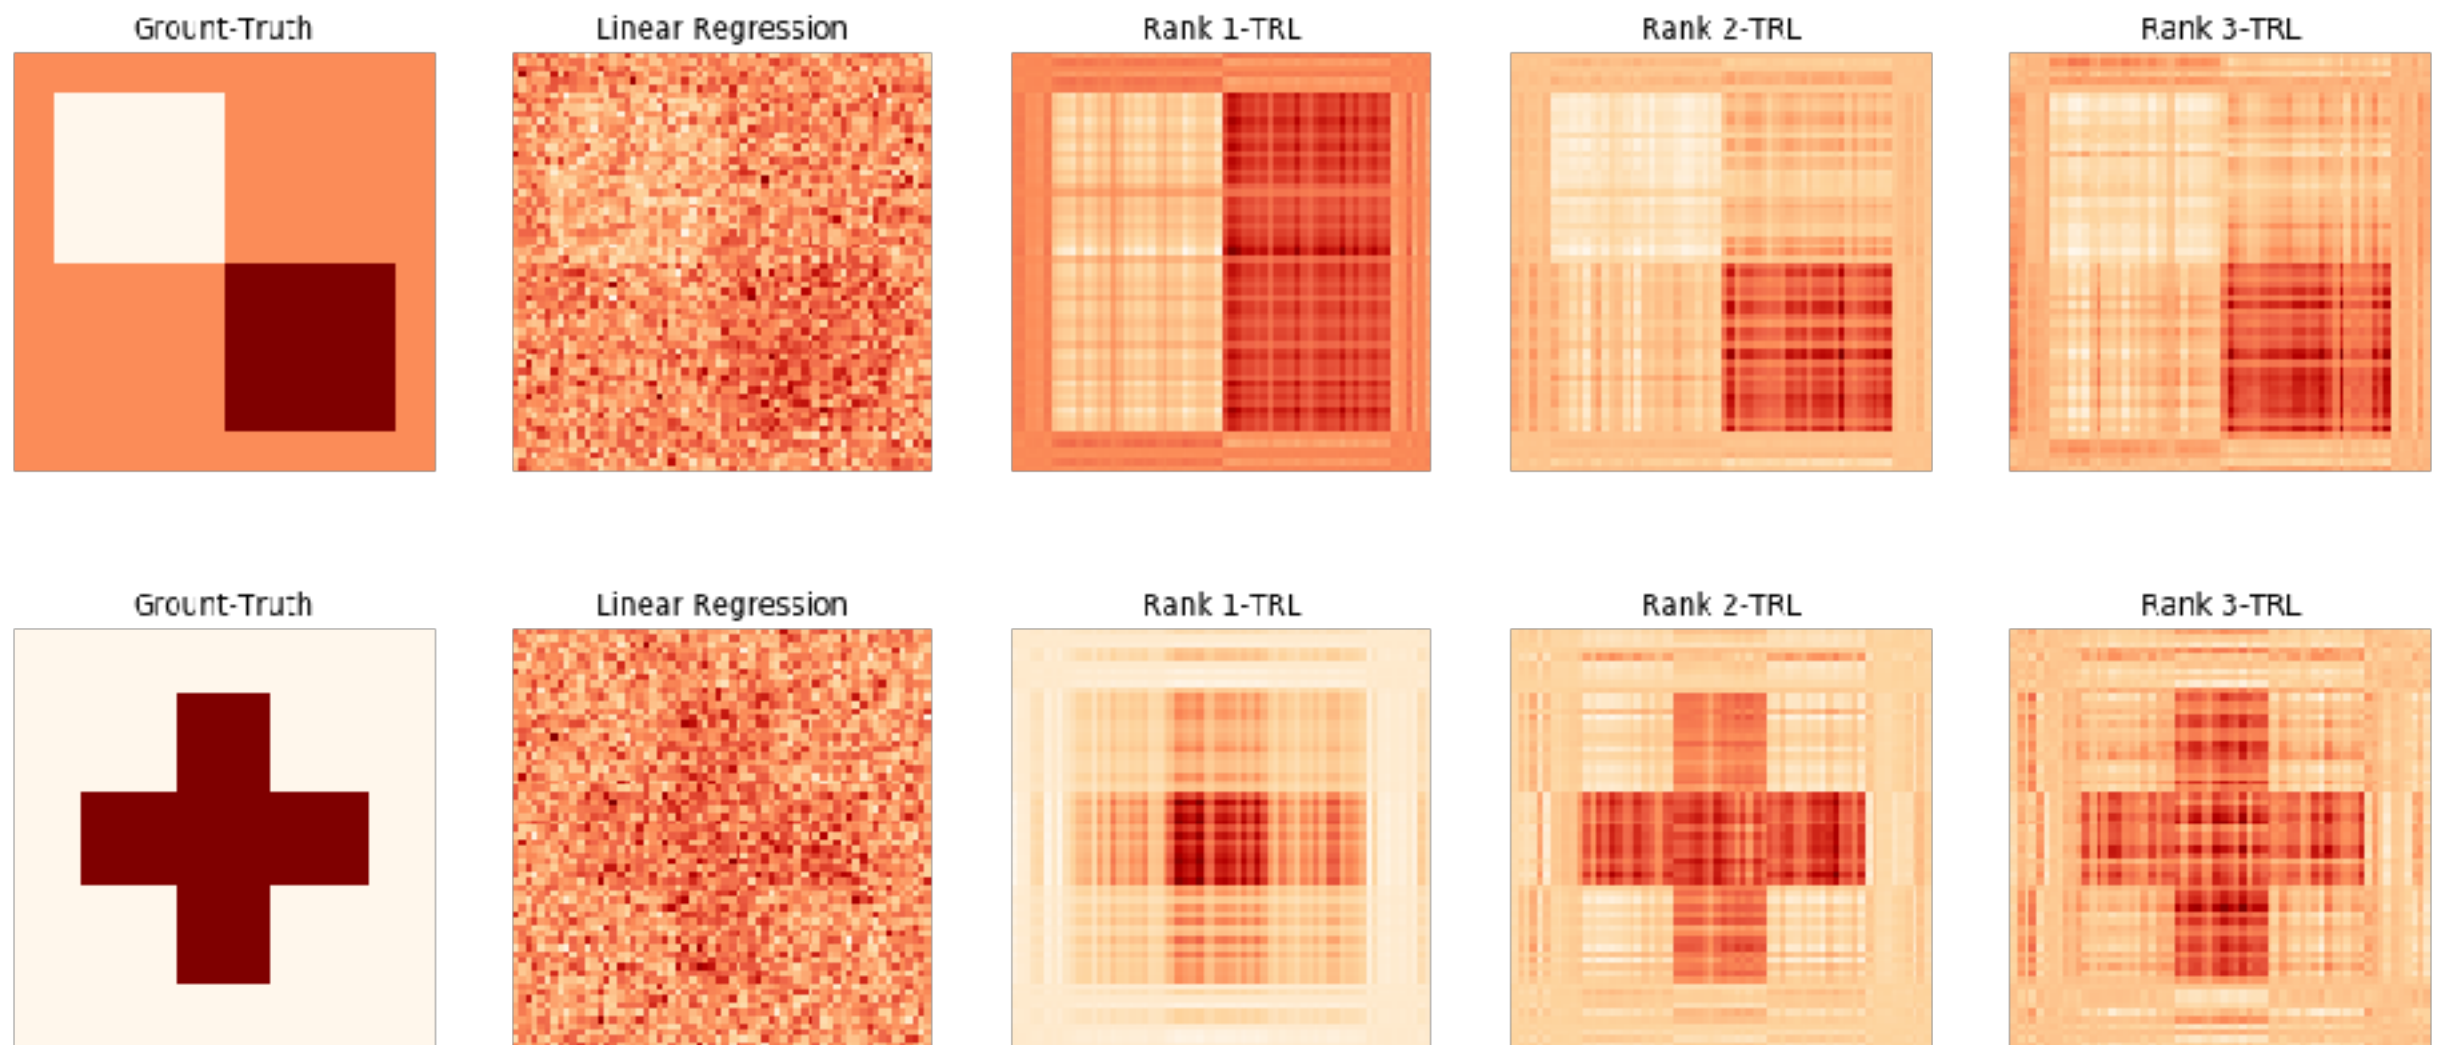 Grount-Truth
Linear Regression
Rank 1-TRL
Rank 2-TRL
Rank 3-TRL
Grount-Truth
Linear Regression
Rank 1-TRL
Rank 2-TRL
Rank 3-TRL